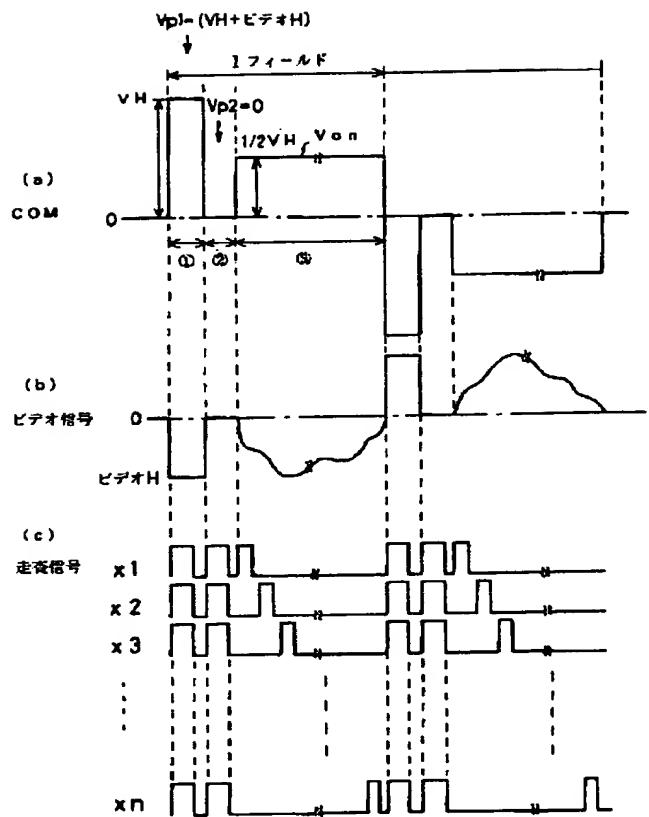 Vp1=(VH+ビデオH)
1フィールド
VH
Vp2=0
1/2VH
Von
(a)
COM
0
① ② ③
(b)
ビデオ信号
0
ビデオH
(c)
走査信号
x1
x2
x3
xn